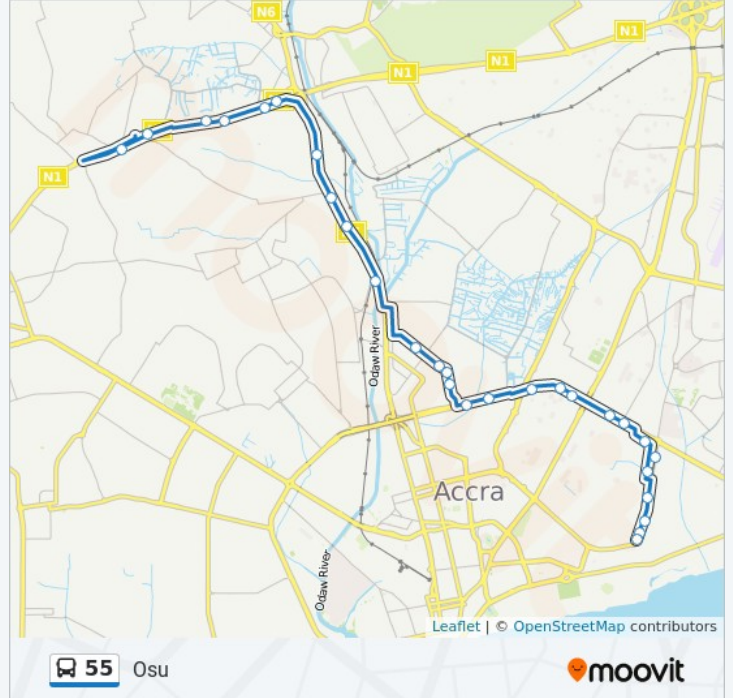 N6
N1
N1
N1
N1
Odaw River
Accra
Odaw River
Leaflet | © OpenStreetMap contributors
55 Osu
moovit